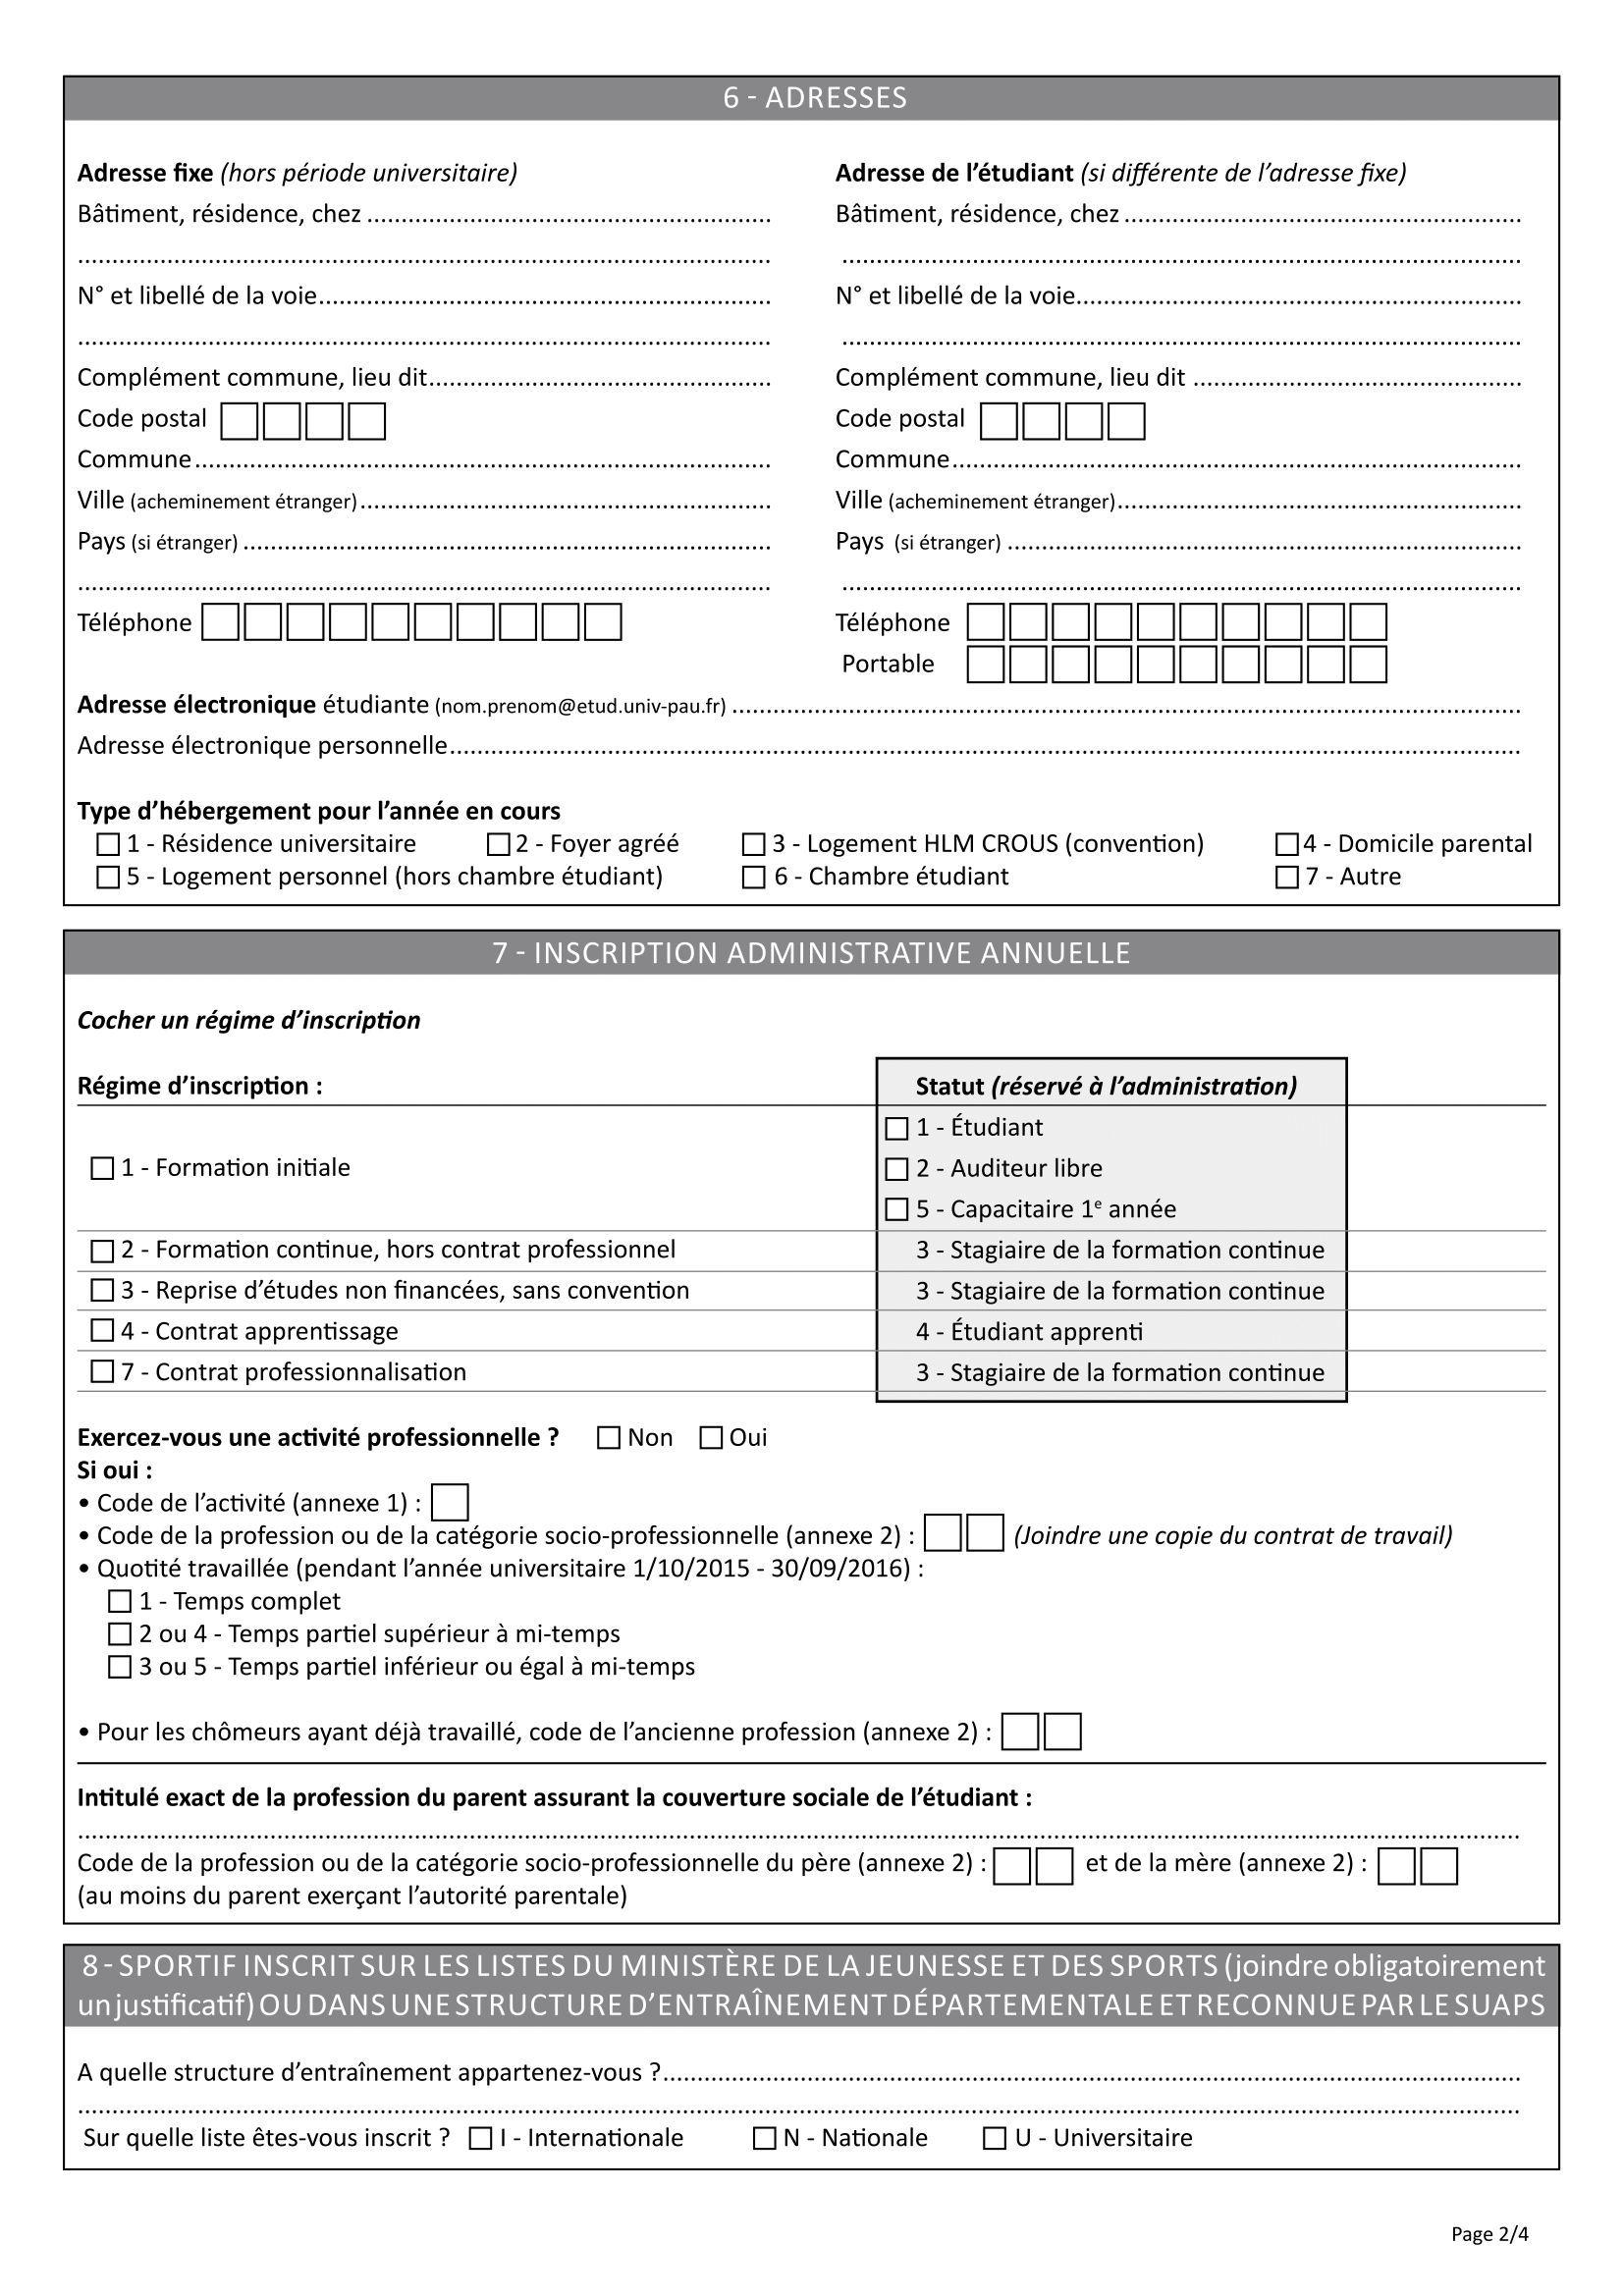 6 - ADRESSES
Adresse fixe (hors période universitaire)
Bâtiment, résidence, chez
N° et libellé de la voie
Complément commune, lieu dit
Code postal
Commune
Ville (acheminement étranger)
Pays (si étranger)
Téléphone
Adresse de l’étudiant (si différente de l’adresse fixe)
Bâtiment, résidence, chez
N° et libellé de la voie
Complément commune, lieu dit
Code postal
Commune
Ville (acheminement étranger)
Pays (si étranger)
Téléphone
Portable
Adresse électronique étudiante (nom.prenom@etud.univ-pau.fr)
Adresse électronique personnelle
Type d’hébergement pour l’année en cours
1 - Résidence universitaire 2 - Foyer agréé 3 - Logement HLM CROUS (convention) 4 - Domicile parental
5 - Logement personnel (hors chambre étudiant) 6 - Chambre étudiant 7 - Autre
7 - INSCRIPTION ADMINISTRATIVE ANNUELLE
Cocher un régime d’inscription
Régime d’inscription : Statut (réservé à l’administration)
1 - Étudiant
1 - Formation initiale 2 - Auditeur libre
5 - Capacitaire 1e année
2 - Formation continue, hors contrat professionnel 3 - Stagiaire de la formation continue
3 - Reprise d’études non financées, sans convention 3 - Stagiaire de la formation continue
4 - Contrat apprentissage 4 - Étudiant apprenti
7 - Contrat professionnalisation 3 - Stagiaire de la formation continue
Exercez-vous une activité professionnelle ? Non Oui
Si oui :
• Code de l’activité (annexe 1) :
• Code de la profession ou de la catégorie socio-professionnelle (annexe 2) : (Joindre une copie du contrat de travail)
• Quotité travaillée (pendant l’année universitaire 1/10/2015 - 30/09/2016) :
1 - Temps complet
2 ou 4 - Temps partiel supérieur à mi-temps
3 ou 5 - Temps partiel inférieur ou égal à mi-temps
• Pour les chômeurs ayant déjà travaillé, code de l’ancienne profession (annexe 2) :
Intitulé exact de la profession du parent assurant la couverture sociale de l’étudiant :
Code de la profession ou de la catégorie socio-professionnelle du père (annexe 2) : et de la mère (annexe 2) :
(au moins du parent exerçant l’autorité parentale)
8 - SPORTIF INSCRIT SUR LES LISTES DU MINISTÈRE DE LA JEUNESSE ET DES SPORTS (joindre obligatoirement
un justificatif) OU DANS UNE STRUCTURE D’ENTRAÎNEMENT DÉPARTEMENTALE ET RECONNUE PAR LE SUAPS
A quelle structure d’entraînement appartenez-vous ?
Sur quelle liste êtes-vous inscrit ? I - Internationale N - Nationale U - Universitaire
Page 2/4